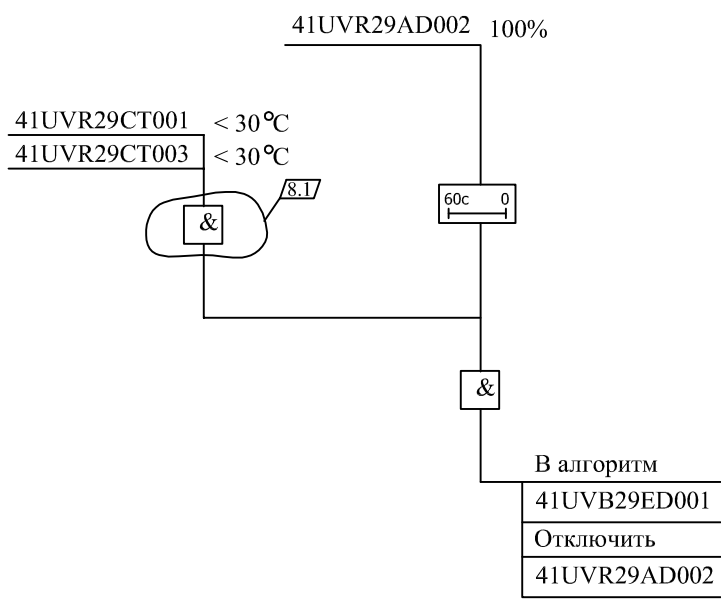 41UVR29AD002 100%
41UVR29CT001 < 30°C
41UVR29CT003 < 30°C
8.1
60с 0
&
&
В алгоритм
41UVB29ED001
Отключить
41UVR29AD002